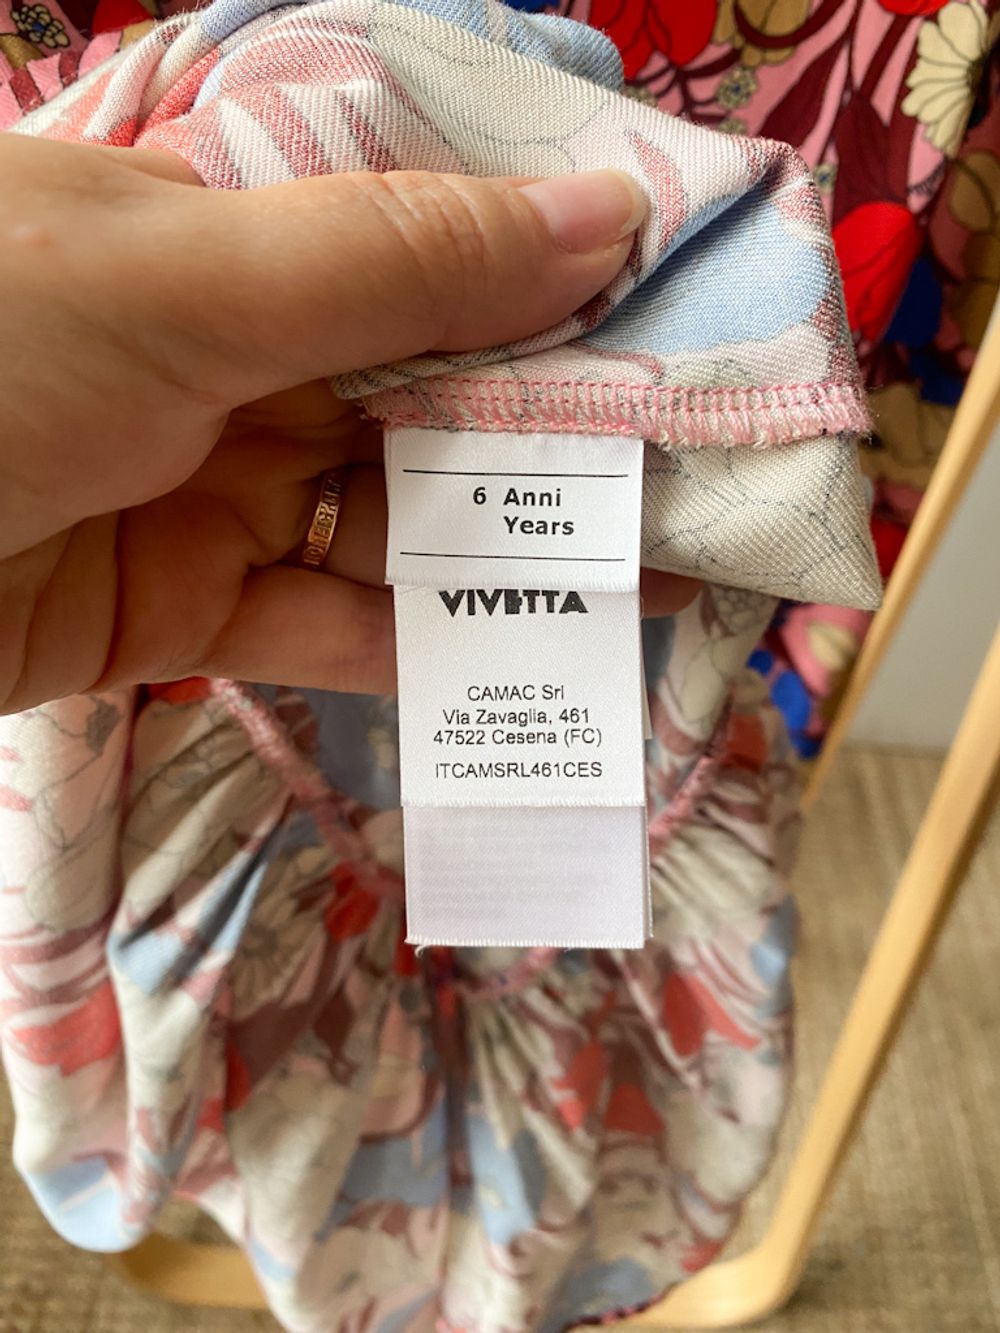 6 Anni
Years
VIVETTA
CAMAC Srl
Via Zavaglia, 461
47522 Cesena (FC)
ITCAMSRL461CES